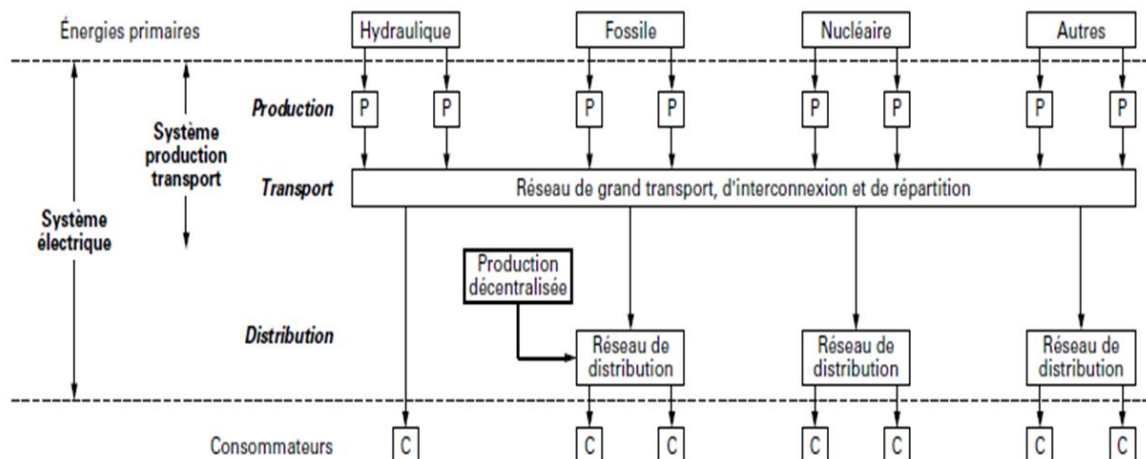 Énergies primaires Hydraulique Fossile Nucléaire Autres
Production P P P P P P P P
Système
production
transport
Transport Réseau de grand transport, d'interconnexion et de répartition
Système
électrique
Production
décentralisée
Distribution
Réseau de
distribution
Réseau de
distribution
Réseau de
distribution
Consommateurs C C C C C C C